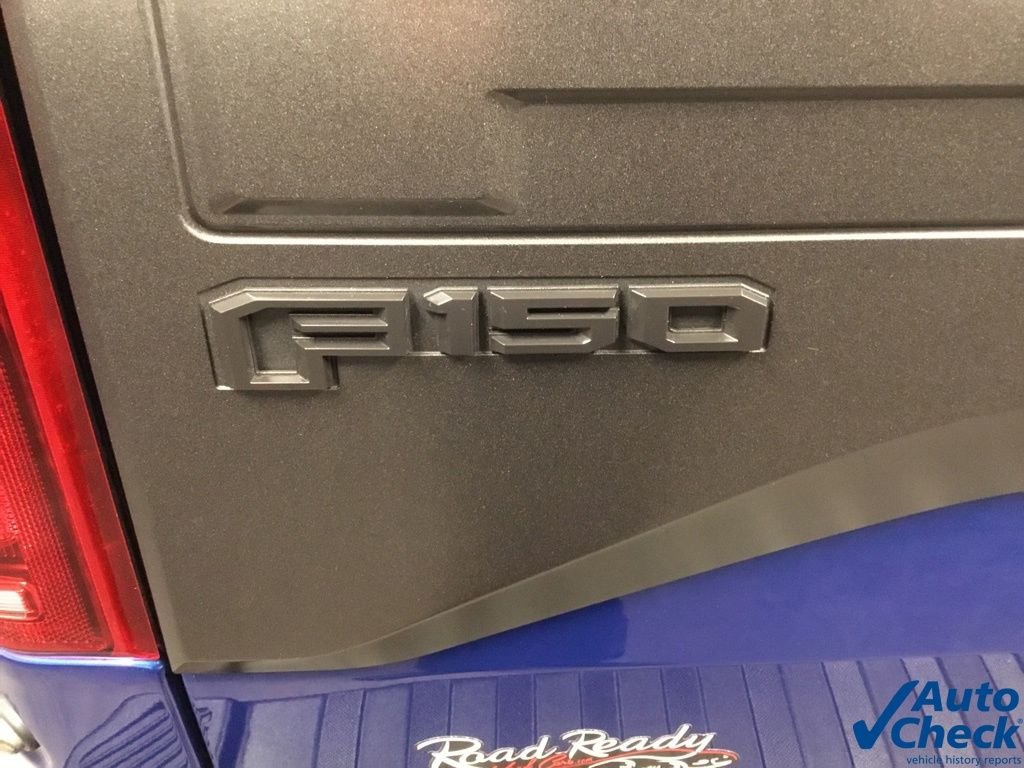 F150
Road Ready
Auto
Check
vehicle history reports